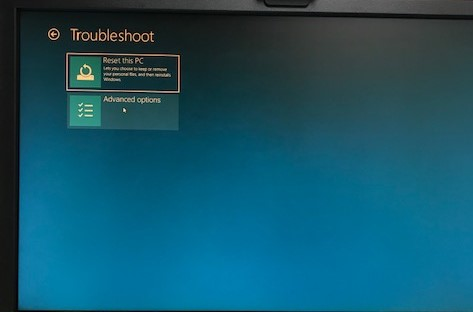 Troubleshoot
Reset this PC
Lets you choose to keep or remove
your personal files, and then reinstalls
Windows.
Advanced options